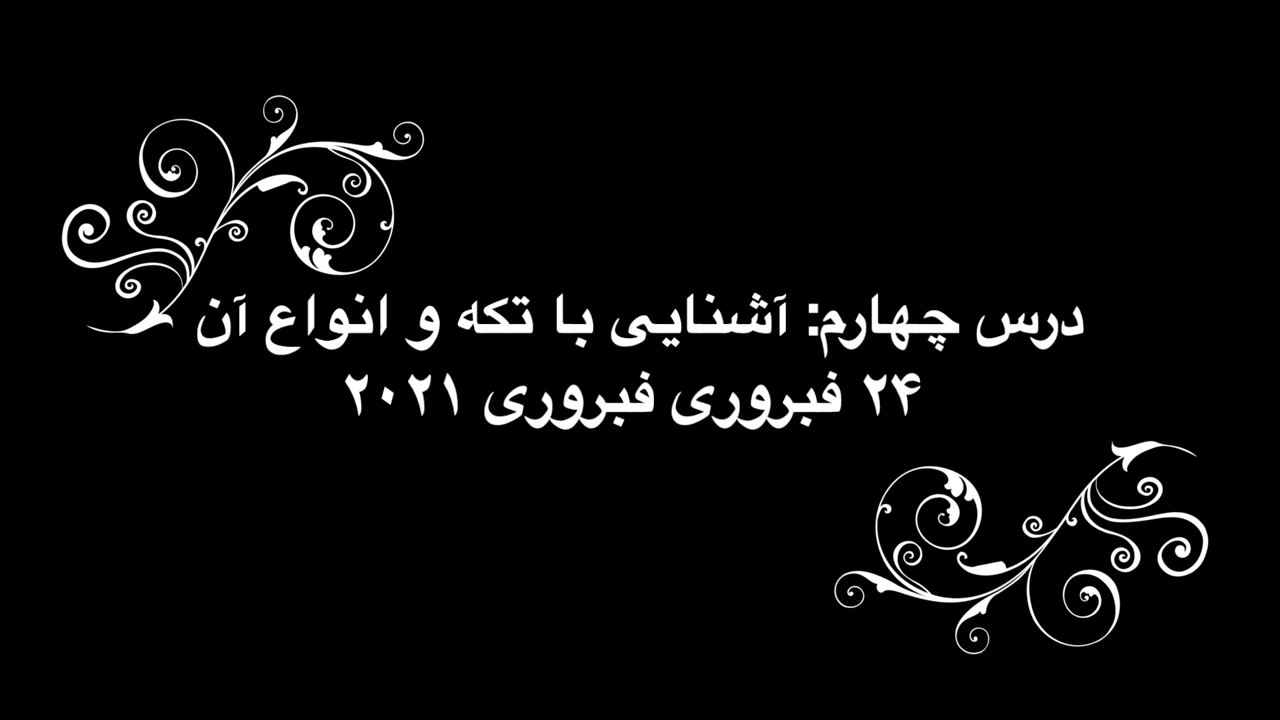 درس چهارم: آشنایی با تکه و انواع آن
۲۴ فبروری فبروری ۲۰۲۱